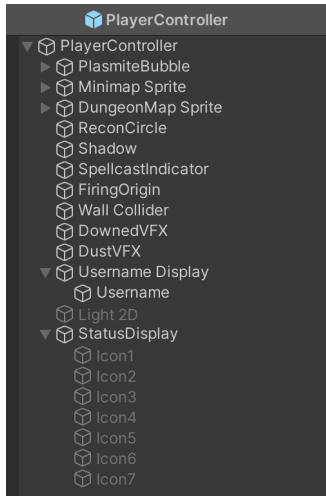 PlayerController
PlayerController
PlasmiteBubble
Minimap Sprite
DungeonMap Sprite
ReconCircle
Shadow
SpellcastIndicator
FiringOrigin
Wall Collider
DownedVFX
DustVFX
Username Display
Username
Light 2D
StatusDisplay
Icon1
Icon2
Icon3
Icon4
Icon5
Icon6
Icon7